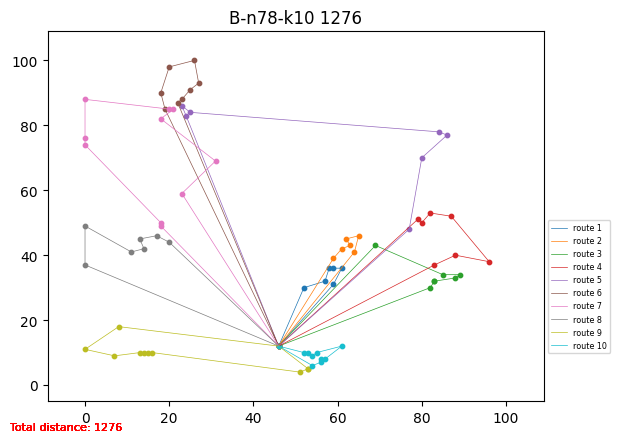 B-n78-k10 1276
100
80
60
40
20
0
0 20 40 60 80 100
route 1
route 2
route 3
route 4
route 5
route 6
route 7
route 8
route 9
route 10
Total distance: 1276